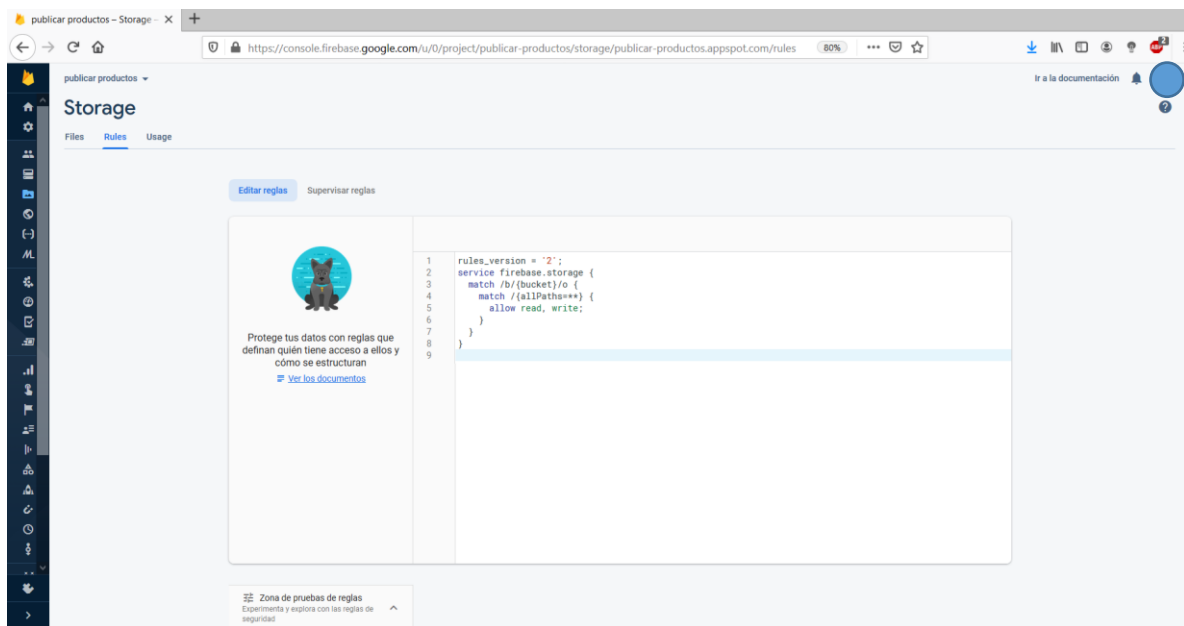 publicar productos – Storage –
https://console.firebase.google.com/u/0/project/publicar-productos/storage/publicar-productos.appspot.com/rules
80%
2
ABP
publicar productos
Ir a la documentación
Storage
Files Rules Usage
Editar reglas Supervisar reglas
Protege tus datos con reglas que
definan quién tiene acceso a ellos y
cómo se estructuran
Ver los documentos
1 rules_version = '2';
2 service firebase.storage {
3 match /b/{bucket}/o {
4 match /{allPaths=**} {
5 allow read, write;
6 }
7 }
8 }
9
Zona de pruebas de reglas
Experimenta y explora con las reglas de
seguridad